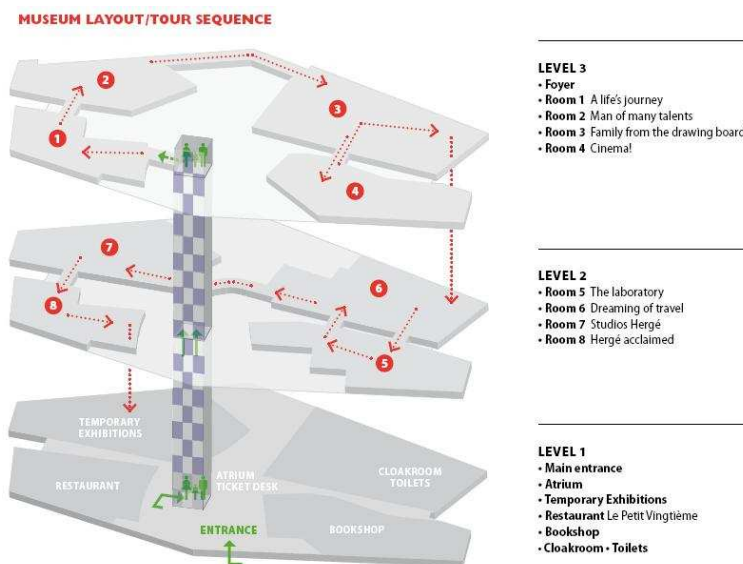 MUSEUM LAYOUT/TOUR SEQUENCE
2
3
1
4
7
6
8
5
TEMPORARY
EXHIBITIONS
RESTAURANT
ATRIUM
TICKET DESK
CLOAKROOM
TOILETS
ENTRANCE
BOOKSHOP
LEVEL 3
• Foyer
• Room 1 A life's journey
• Room 2 Man of many talents
• Room 3 Family from the drawing board
• Room 4 Cinema!
LEVEL 2
• Room 5 The laboratory
• Room 6 Dreaming of travel
• Room 7 Studios Hergé
• Room 8 Hergé acclaimed
LEVEL 1
• Main entrance
• Atrium
• Temporary Exhibitions
• Restaurant Le Petit Vingtième
• Bookshop
• Cloakroom • Toilets